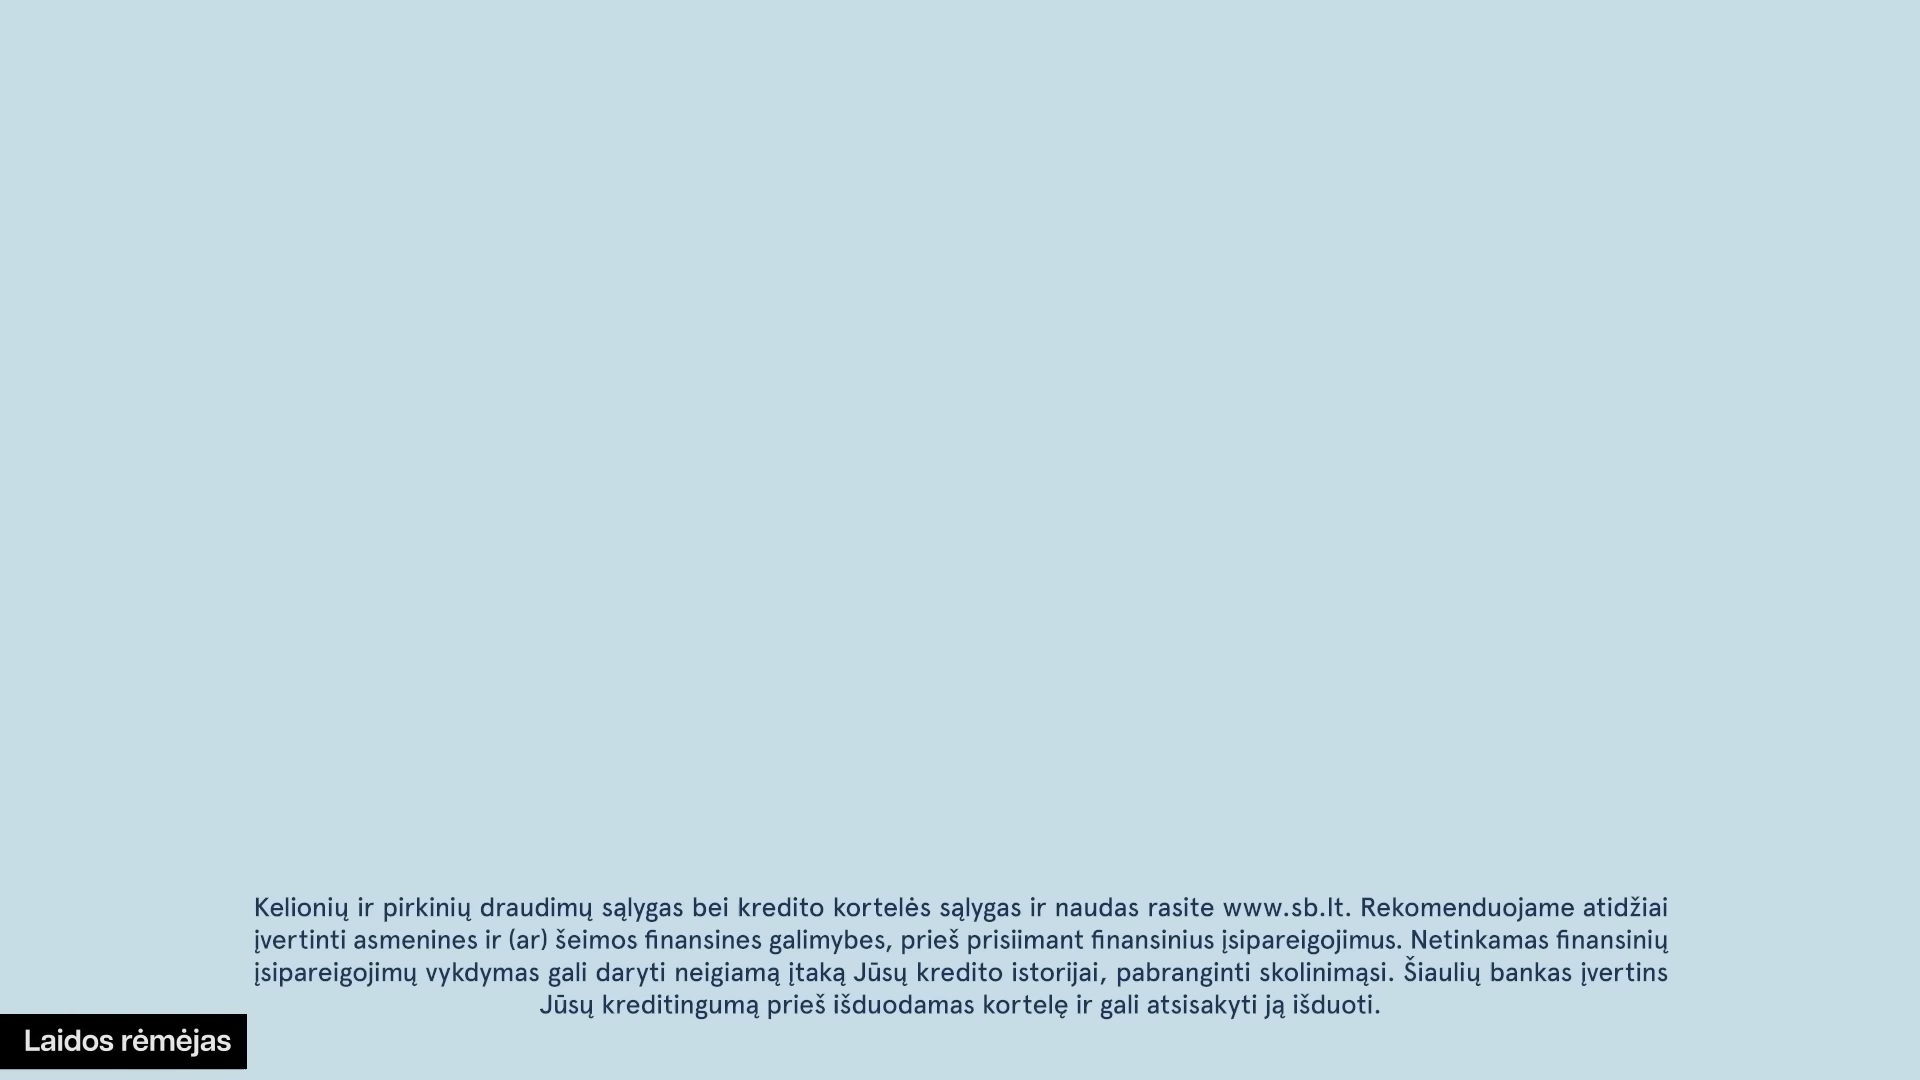 Kelionių ir pirkinių draudimų sąlygas bei kredito kortelės sąlygas ir naudas rasite www.sb.lt. Rekomenduojame atidžiai
įvertinti asmenines ir (ar) šeimos finansines galimybes, prieš prisiimant finansinius įsipareigojimus. Netinkamas finansinių
įsipareigojimų vykdymas gali daryti neigiamą įtaką Jūsų kredito istorijai, pabranginti skolinimąsi. Šiaulių bankas įvertins
Jūsų kreditingumą prieš išduodamas kortelę ir gali atsisakyti ją išduoti.
Laidos rėmėjas